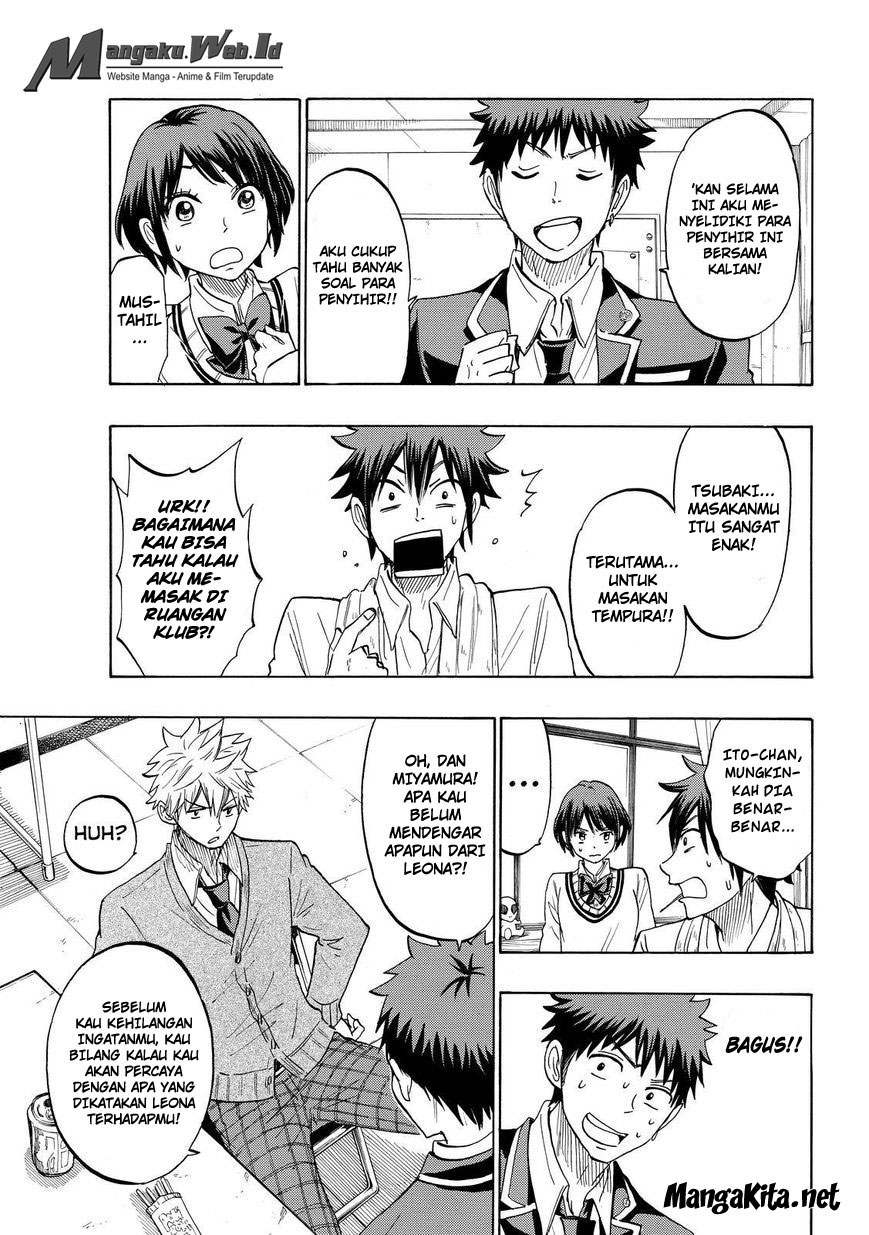 Mangaku.Web.Id
Website Manga - Anime & Film Terupdate
'KAN SELAMA
INI AKU ME-
NYELIDIKI PARA
PENYIHIR INI
BERSAMA
KALIAN!
AKU CUKUP
TAHU BANYAK
SOAL PARA
PENYIHIR!!
MUS-
TAHIL
...
TSUBAKI...
MASAKANMU
ITU SANGAT
ENAK!
TERUTAMA...
UNTUK
MASAKAN
TEMPURA!!
URK!!
BAGAIMANA
KAU BISA
TAHU KALAU
AKU ME-
MASAK DI
RUANGAN
KLUB?!
ITO-CHAN,
MUNGKIN-
KAH DIA
BENAR-
BENAR...
...
BAGUS!!
OH, DAN
MIYAMURA!
APA KAU
BELUM
MENDENGAR
APAPUN DARI
LEONA?!
HUH?
SEBELUM
KAU KEHILANGAN
INGATANMU, KAU
BILANG KALAU KAU
AKAN PERCAYA
DENGAN APA YANG
DIKATAKAN LEONA
TERHADAPMU!
MangaKita.net